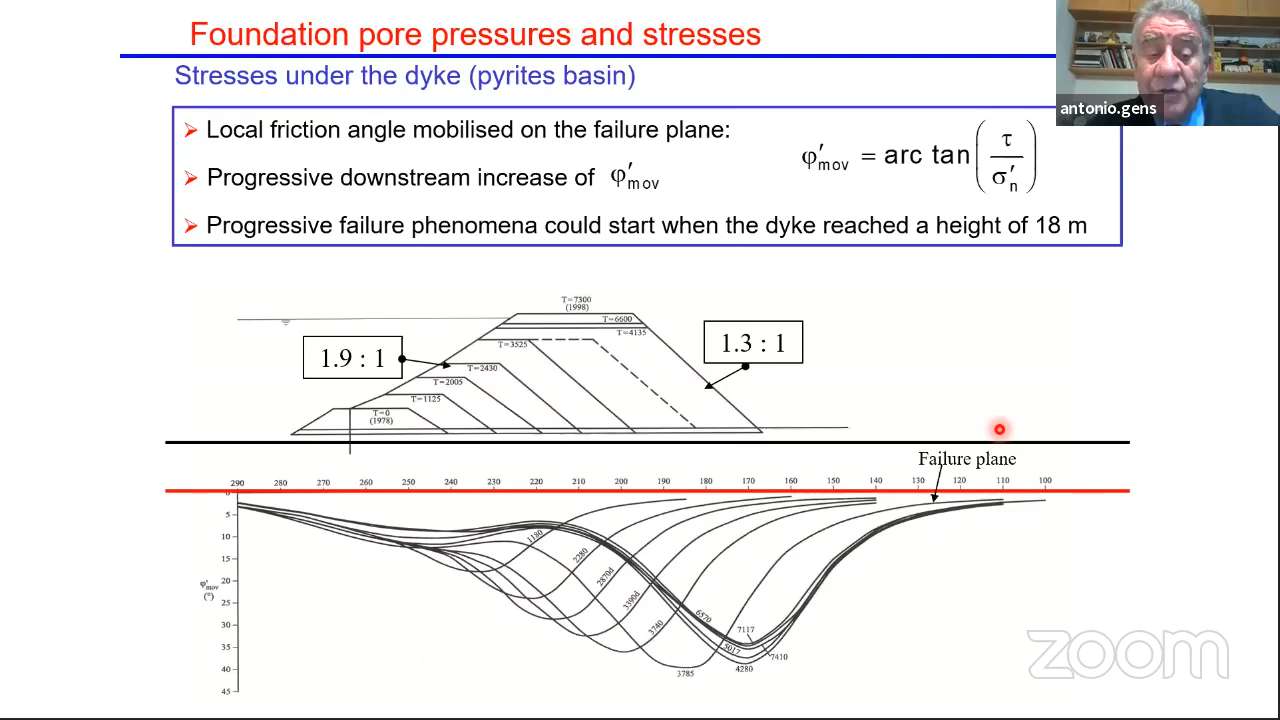 Foundation pore pressures and stresses
Stresses under the dyke (pyrites basin)
antonio.gens
Local friction angle mobilised on the failure plane:
φ′mov = arc tan ( τ / σ′n )
Progressive downstream increase of φ′mov
Progressive failure phenomena could start when the dyke reached a height of 18 m
T=7300
(1998)
T=6600
T=4135
1.9 : 1
1.3 : 1
T=3525
T=2430
T=2005
T=1125
T=0
(1978)
Failure plane
290 280 270 260 250 240 230 220 210 200 190 180 170 160 150 140 130 120 110 100
0
5
10
15
20
25
30
35
40
45
φ′mov
(°)
1180
2280
2870d
3390d
3740
3785
6570
7117
5017
7410
4280
zoom